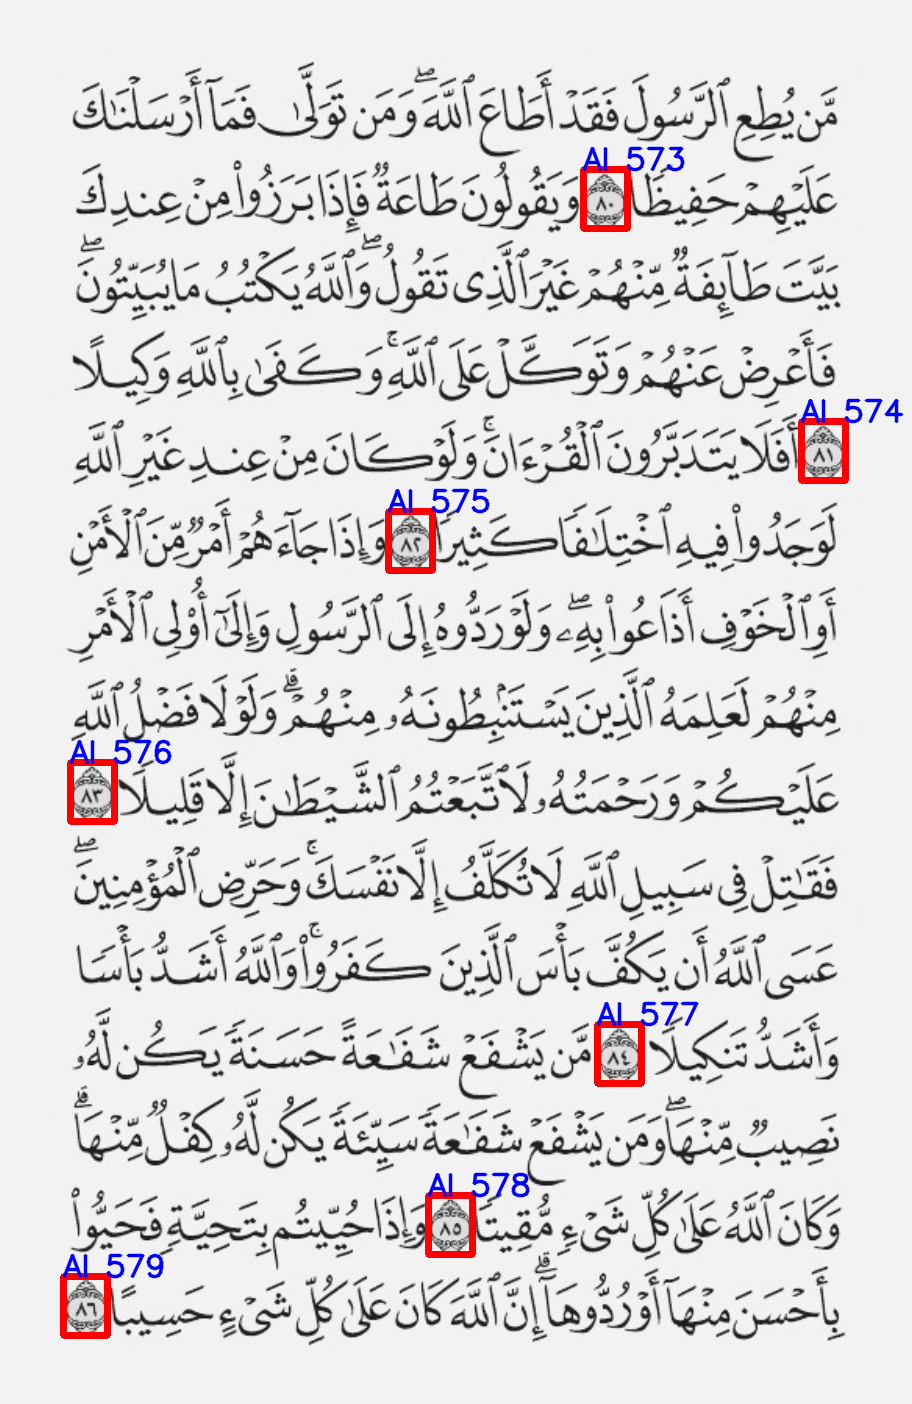 مَّن يُطِعِ ٱلرَّسُولَ فَقَدۡ أَطَاعَ ٱللَّهَۖ وَمَن تَوَلَّىٰ فَمَآ أَرۡسَلۡنَٰكَ
AI 573
عَلَيۡهِمۡ حَفِيظٗا ٨٠ وَيَقُولُونَ طَاعَةٞ فَإِذَا بَرَزُواْ مِنۡ عِندِكَ
بَيَّتَ طَآئِفَةٞ مِّنۡهُمۡ غَيۡرَ ٱلَّذِي تَقُولُۖ وَٱللَّهُ يَكۡتُبُ مَا يُبَيِّتُونَۖ
فَأَعۡرِضۡ عَنۡهُمۡ وَتَوَكَّلۡ عَلَى ٱللَّهِۚ وَكَفَىٰ بِٱللَّهِ وَكِيلًا
AI 574
٨١ أَفَلَا يَتَدَبَّرُونَ ٱلۡقُرۡءَانَۚ وَلَوۡ كَانَ مِنۡ عِندِ غَيۡرِ ٱللَّهِ
AI 575
لَوَجَدُواْ فِيهِ ٱخۡتِلَٰفٗا كَثِيرٗا ٨٢ وَإِذَا جَآءَهُمۡ أَمۡرٞ مِّنَ ٱلۡأَمۡنِ
أَوِ ٱلۡخَوۡفِ أَذَاعُواْ بِهِۦۖ وَلَوۡ رَدُّوهُ إِلَى ٱلرَّسُولِ وَإِلَىٰٓ أُوْلِي ٱلۡأَمۡرِ
مِنۡهُمۡ لَعَلِمَهُ ٱلَّذِينَ يَسۡتَنۢبِطُونَهُۥ مِنۡهُمۡۗ وَلَوۡلَا فَضۡلُ ٱللَّهِ
AI 576
عَلَيۡكُمۡ وَرَحۡمَتُهُۥ لَٱتَّبَعۡتُمُ ٱلشَّيۡطَٰنَ إِلَّا قَلِيلٗا ٨٣
فَقَٰتِلۡ فِي سَبِيلِ ٱللَّهِ لَا تُكَلَّفُ إِلَّا نَفۡسَكَۚ وَحَرِّضِ ٱلۡمُؤۡمِنِينَۖ
عَسَى ٱللَّهُ أَن يَكُفَّ بَأۡسَ ٱلَّذِينَ كَفَرُواْۚ وَٱللَّهُ أَشَدُّ بَأۡسٗا
AI 577
وَأَشَدُّ تَنكِيلٗا ٨٤ مَّن يَشۡفَعۡ شَفَٰعَةً حَسَنَةٗ يَكُن لَّهُۥ
نَصِيبٞ مِّنۡهَاۖ وَمَن يَشۡفَعۡ شَفَٰعَةٗ سَيِّئَةٗ يَكُن لَّهُۥ كِفۡلٞ مِّنۡهَاۗ
AI 578
وَكَانَ ٱللَّهُ عَلَىٰ كُلِّ شَيۡءٖ مُّقِيتٗا ٨٥ وَإِذَا حُيِّيتُم بِتَحِيَّةٖ فَحَيُّواْ
AI 579
بِأَحۡسَنَ مِنۡهَآ أَوۡ رُدُّوهَآۗ إِنَّ ٱللَّهَ كَانَ عَلَىٰ كُلِّ شَيۡءٍ حَسِيبًا ٨٦